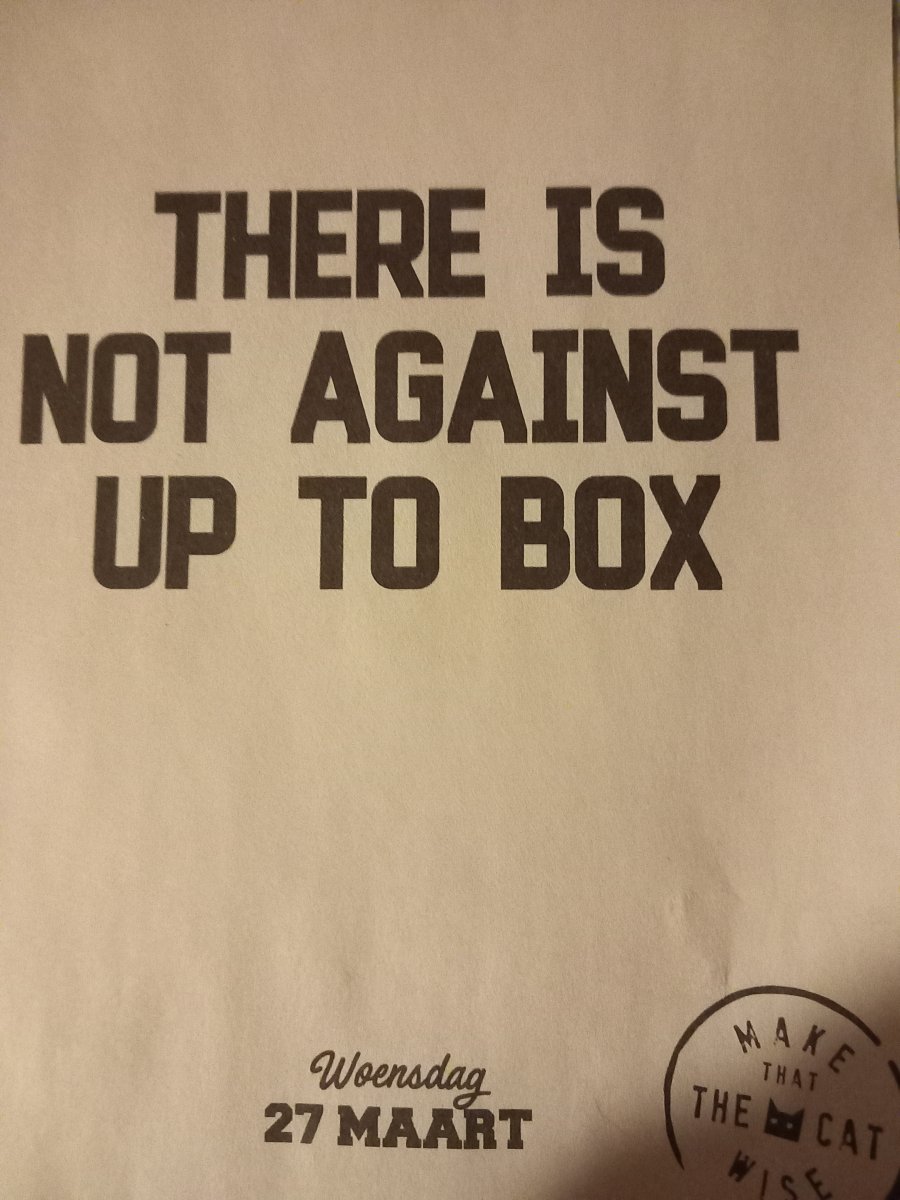 THERE IS
NOT AGAINST
UP TO BOX
Woensdag
27 MAART
MAKE
THAT
THE CAT
WISE